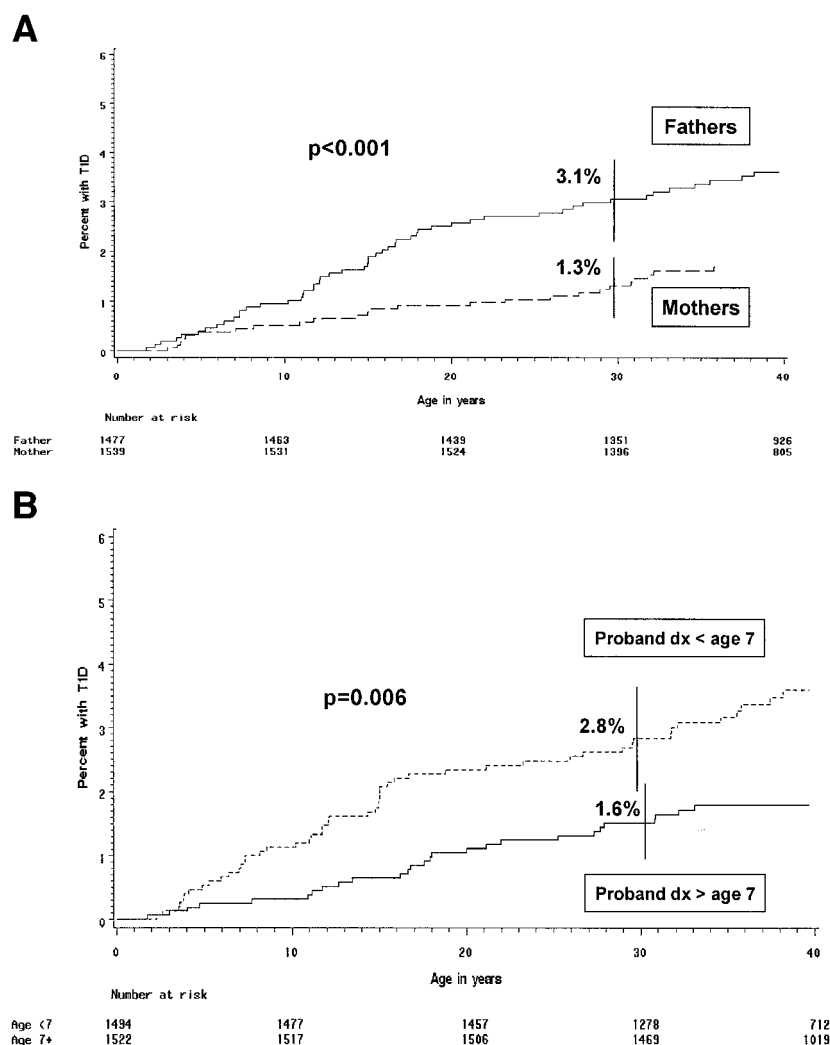 A
6
5
4
3
2
1
0
Percent with T1D
p<0.001
Fathers
3.1%
1.3%
Mothers
0 10 20 30 40
Age in years
Number at risk
Father 1477 1463 1439 1351 926
Mother 1539 1531 1524 1396 805
B
6
5
4
3
2
1
0
Percent with T1D
Proband dx < age 7
p=0.006
2.8%
1.6%
Proband dx > age 7
0 10 20 30 40
Age in years
Number at risk
Age <7 1494 1477 1457 1278 712
Age 7+ 1522 1517 1506 1469 1019